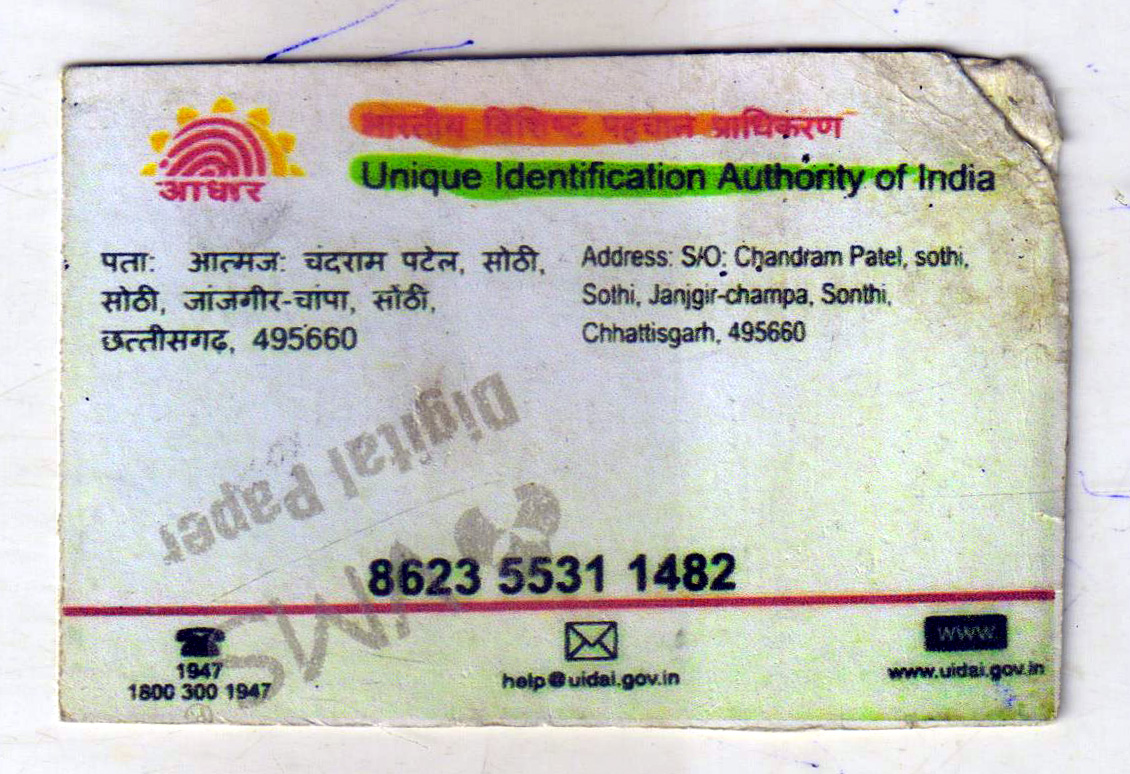 आधार
भारतीय विशिष्ट पहचान प्राधिकरण
Unique Identification Authority of India
पता: आत्मज: चंदराम पटेल, सोठी,
सोठी, जांजगीर-चांपा, सोंठी,
छत्तीसगढ़, 495660
Address: S/O: Chandram Patel, sothi,
Sothi, Janjgir-champa, Sonthi,
Chhattisgarh, 495660
Digital Paper
8623 5531 1482
1947
1800 300 1947
help@uidai.gov.in
www
www.uidai.gov.in